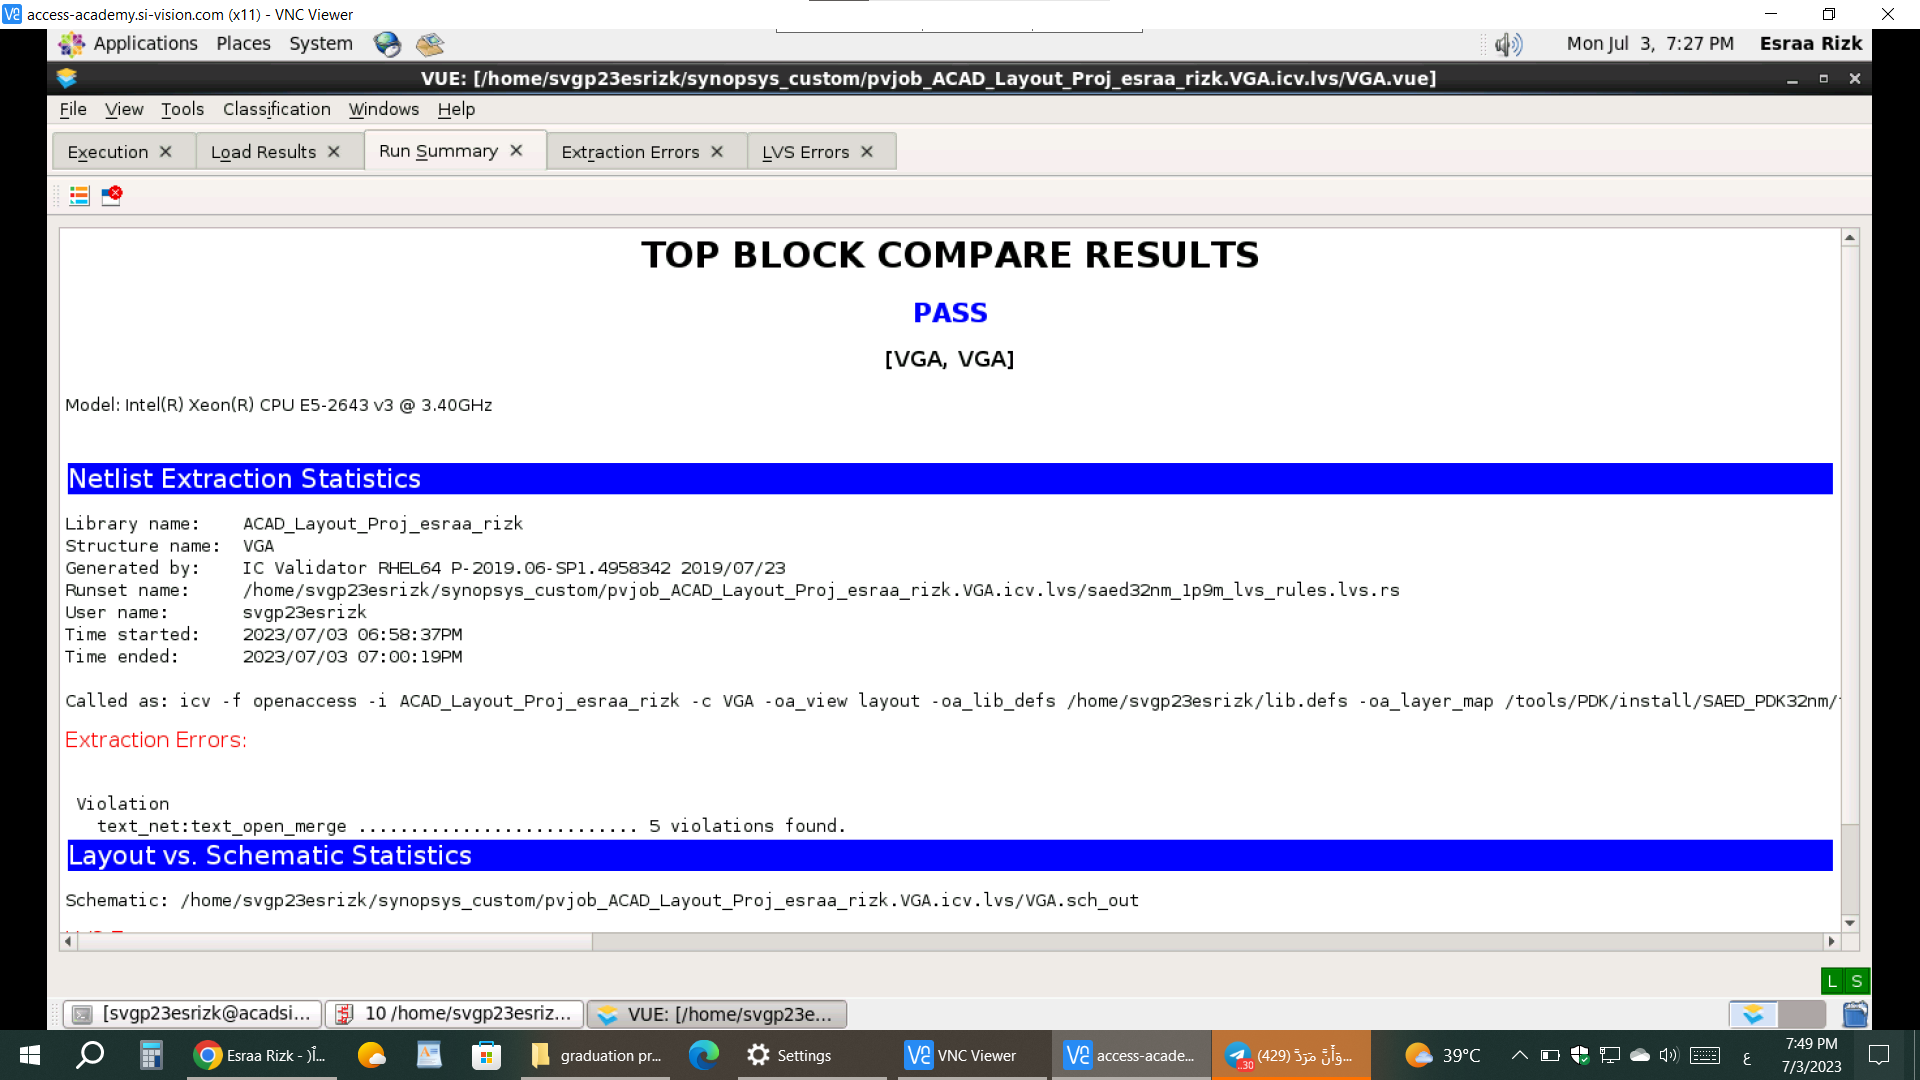 access-academy.si-vision.com (x11) - VNC Viewer
Applications Places System
Mon Jul 3, 7:27 PM Esraa Rizk
VUE: [/home/svgp23esrizk/synopsys_custom/pvjob_ACAD_Layout_Proj_esraa_rizk.VGA.icv.lvs/VGA.vue]
File View Tools Classification Windows Help
Execution Load Results Run Summary Extraction Errors LVS Errors
TOP BLOCK COMPARE RESULTS
PASS
[VGA, VGA]
Model: Intel(R) Xeon(R) CPU E5-2643 v3 @ 3.40GHz
Netlist Extraction Statistics
Library name: ACAD_Layout_Proj_esraa_rizk
Structure name: VGA
Generated by: IC Validator RHEL64 P-2019.06-SP1.4958342 2019/07/23
Runset name: /home/svgp23esrizk/synopsys_custom/pvjob_ACAD_Layout_Proj_esraa_rizk.VGA.icv.lvs/saed32nm_1p9m_lvs_rules.lvs.rs
User name: svgp23esrizk
Time started: 2023/07/03 06:58:37PM
Time ended: 2023/07/03 07:00:19PM
Called as: icv -f openaccess -i ACAD_Layout_Proj_esraa_rizk -c VGA -oa_view layout -oa_lib_defs /home/svgp23esrizk/lib.defs -oa_layer_map /tools/PDK/install/SAED_PDK32nm/
Extraction Errors:
Violation
text_net:text_open_merge ........................... 5 violations found.
Layout vs. Schematic Statistics
Schematic: /home/svgp23esrizk/synopsys_custom/pvjob_ACAD_Layout_Proj_esraa_rizk.VGA.icv.lvs/VGA.sch_out
L S
[svgp23esrizk@acadsi... 10 /home/svgp23esriz... VUE: [/home/svgp23e...
Esraa Rizk - graduation pr... Settings VNC Viewer access-acade... (429) 39°C ع 7:49 PM
7/3/2023